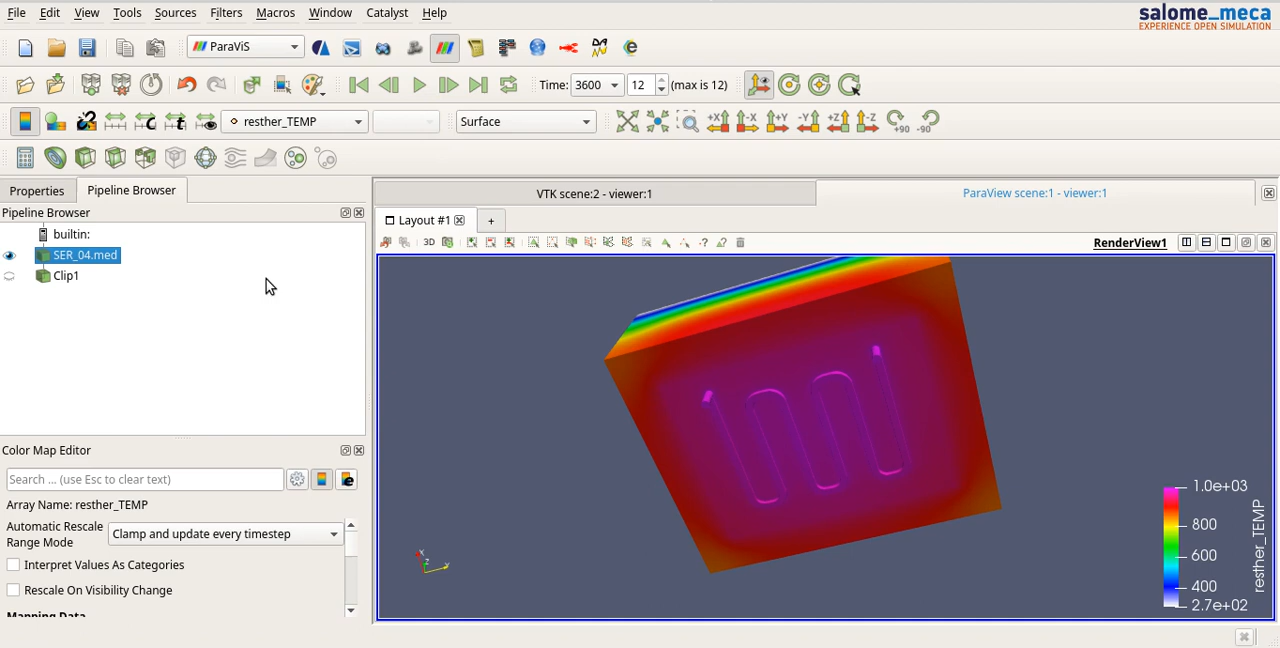 File Edit View Tools Sources Filters Macros Window Catalyst Help
salome_meca
EXPERIENCE OPEN SIMULATION
ParaViS
Time: 3600 12 (max is 12)
resther_TEMP Surface +X -X +Y -Y +Z -Z +90 -90
Properties Pipeline Browser
VTK scene:2 - viewer:1 ParaView scene:1 - viewer:1
Pipeline Browser
Layout #1 +
builtin:
3D
RenderView1
SER_04.med
Clip1
Color Map Editor
Search ... (use Esc to clear text)
Array Name: resther_TEMP
Automatic Rescale
Range Mode
Clamp and update every timestep
Interpret Values As Categories
Rescale On Visibility Change
Mapping Data
1.0e+03
800
600
400
2.7e+02
resther_TEMP
X
Y
Z